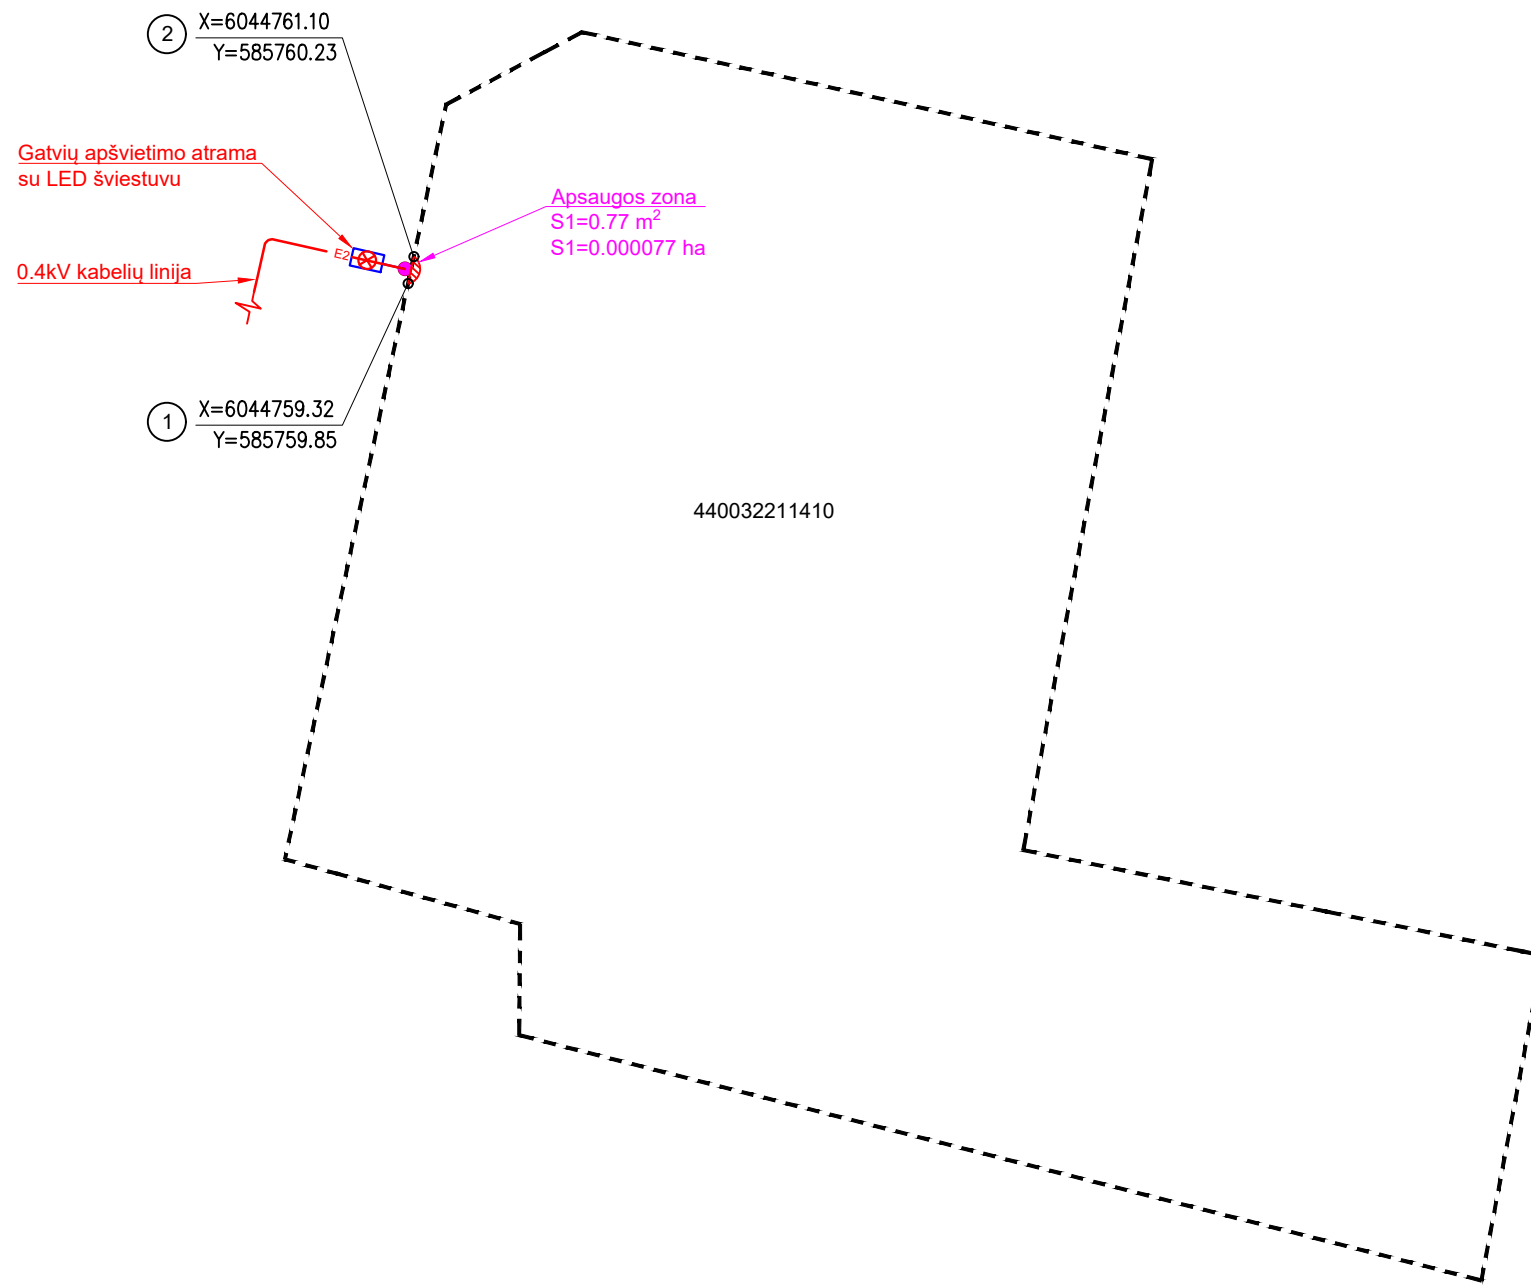 2
X=6044761.10
Y=585760.23
Gatvių apšvietimo atrama
su LED šviestuvu
Apsaugos zona
S1=0.77 m²
S1=0.000077 ha
E2
0.4kV kabelių linija
1
X=6044759.32
Y=585759.85
440032211410